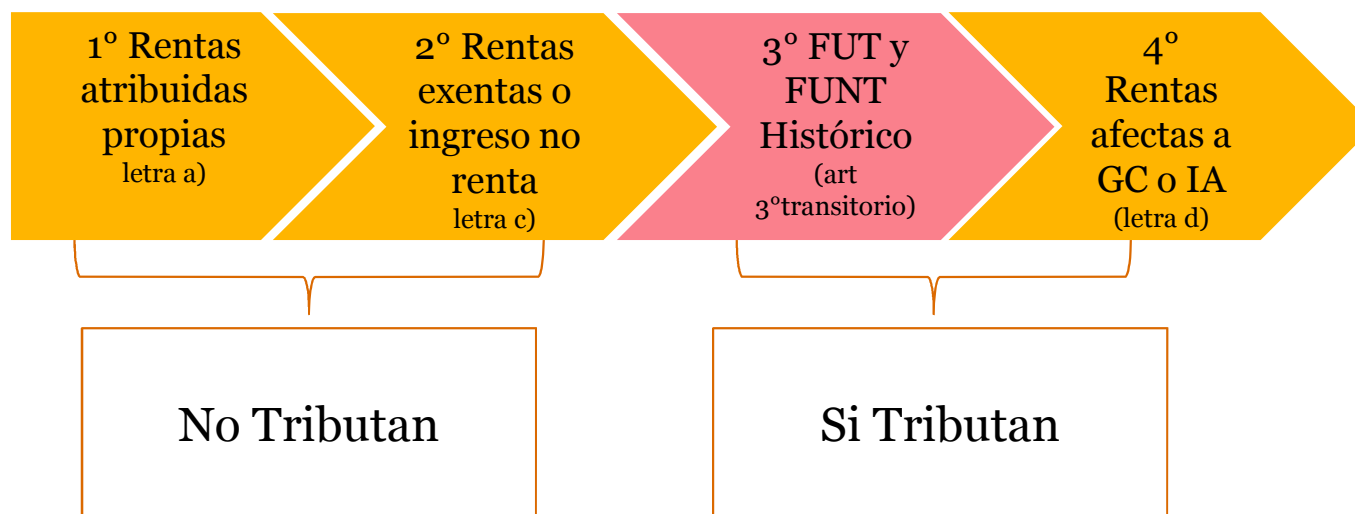 1° Rentas
atribuidas
propias
letra a)
2° Rentas
exentas o
ingreso no
renta
letra c)
3° FUT y
FUNT
Histórico
(art
3°transitorio)
4°
Rentas
afectas a
GC o IA
(letra d)
No Tributan
Si Tributan